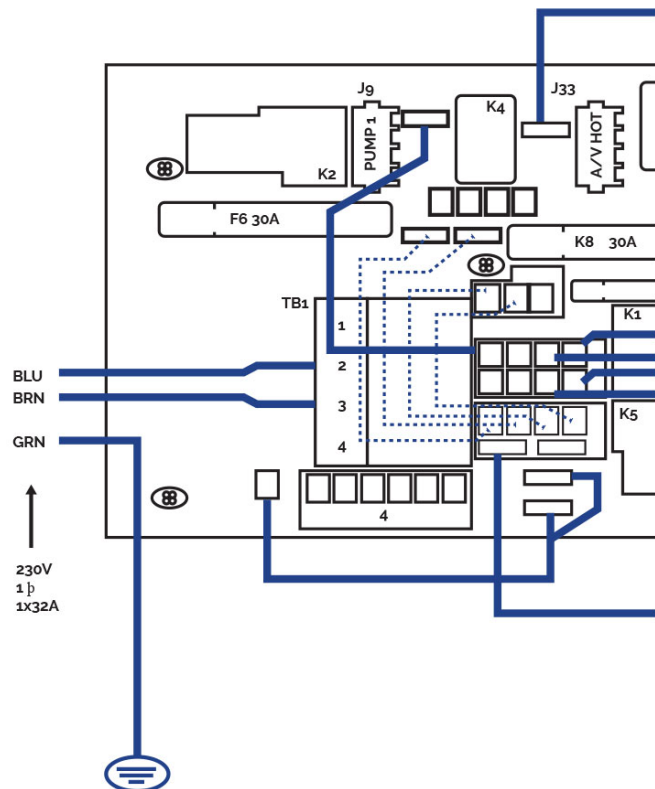 J9
J33
K4
PUMP 1
A/V HOT
K2
F6 30A
K8 30A
TB1
1
K1
2
BLU
BRN
3
K5
GRN
4
4
230V
1 þ
1x32A